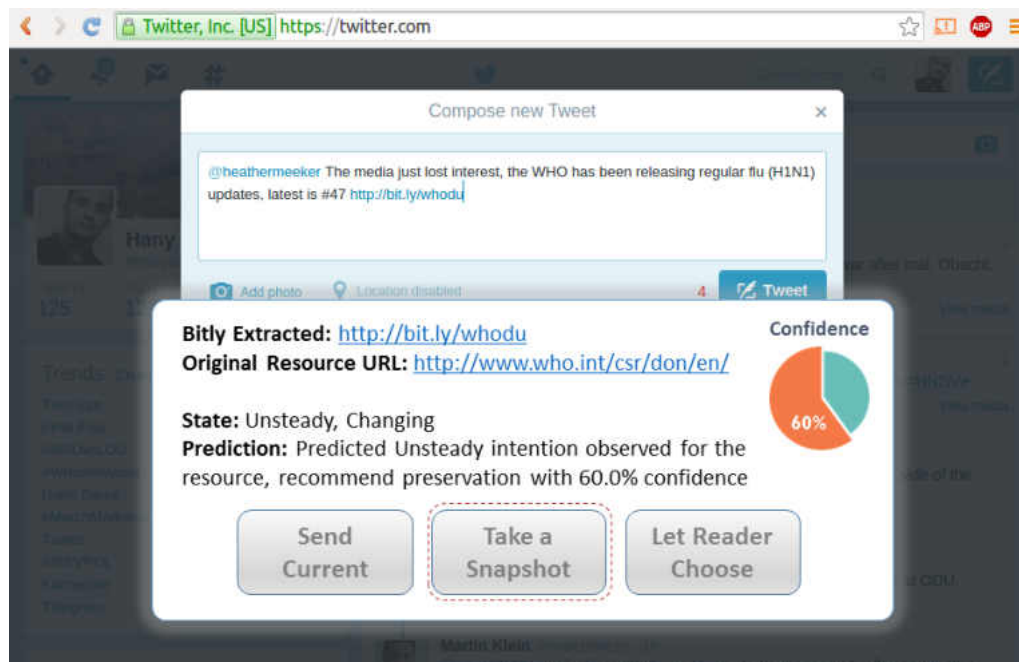 Twitter, Inc. [US] https://twitter.com
ABP
Compose new Tweet
×
@heathermeeker The media just lost interest, the WHO has been releasing regular flu (H1N1)
updates, latest is #47 http://bit.ly/whodu
Hany
Add photo
Location disabled
4
Tweet
125
Trends
Bitly Extracted: http://bit.ly/whodu
Original Resource URL: http://www.who.int/csr/don/en/
Confidence
60%
State: Unsteady, Changing
Prediction: Predicted Unsteady intention observed for the
resource, recommend preservation with 60.0% confidence
Send
Current
Take a
Snapshot
Let Reader
Choose
Martin Klein